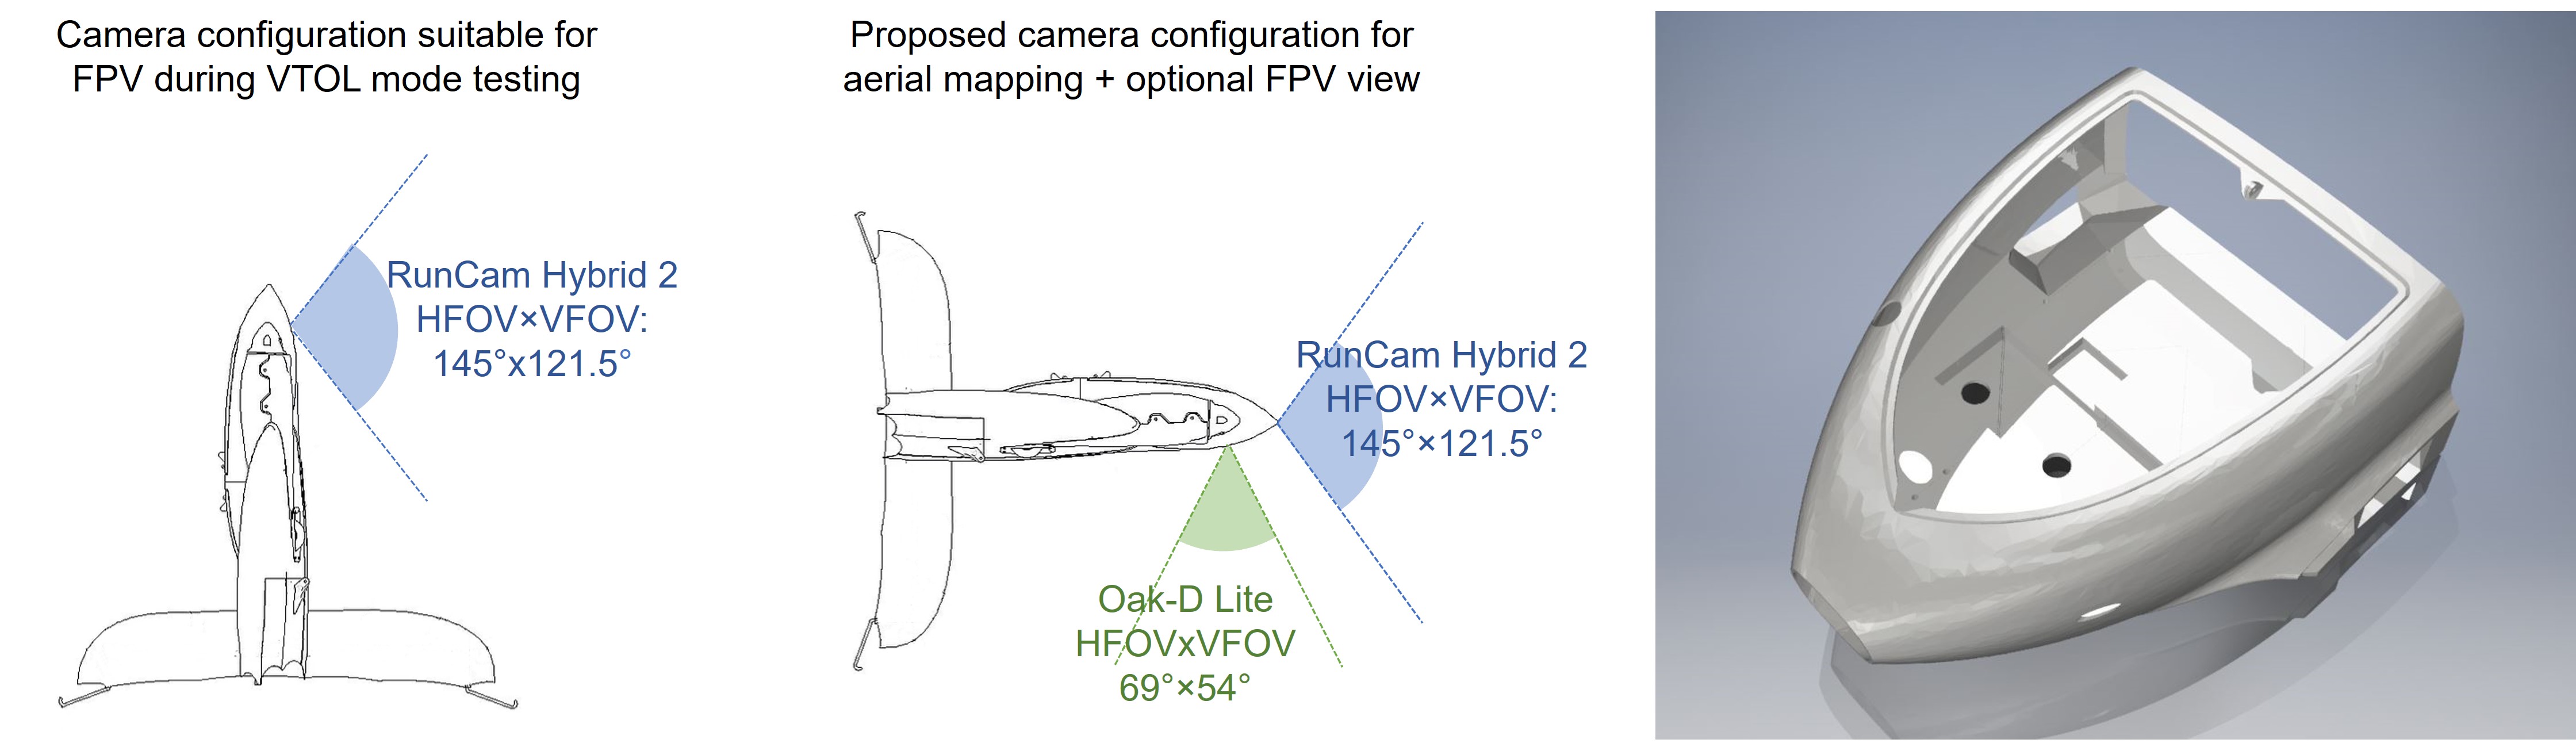 Camera configuration suitable for
FPV during VTOL mode testing
RunCam Hybrid 2
HFOV×VFOV:
145°x121.5°
Proposed camera configuration for
aerial mapping + optional FPV view
RunCam Hybrid 2
HFOV×VFOV:
145°×121.5°
Oak-D Lite
HFOVxVFOV
69°×54°